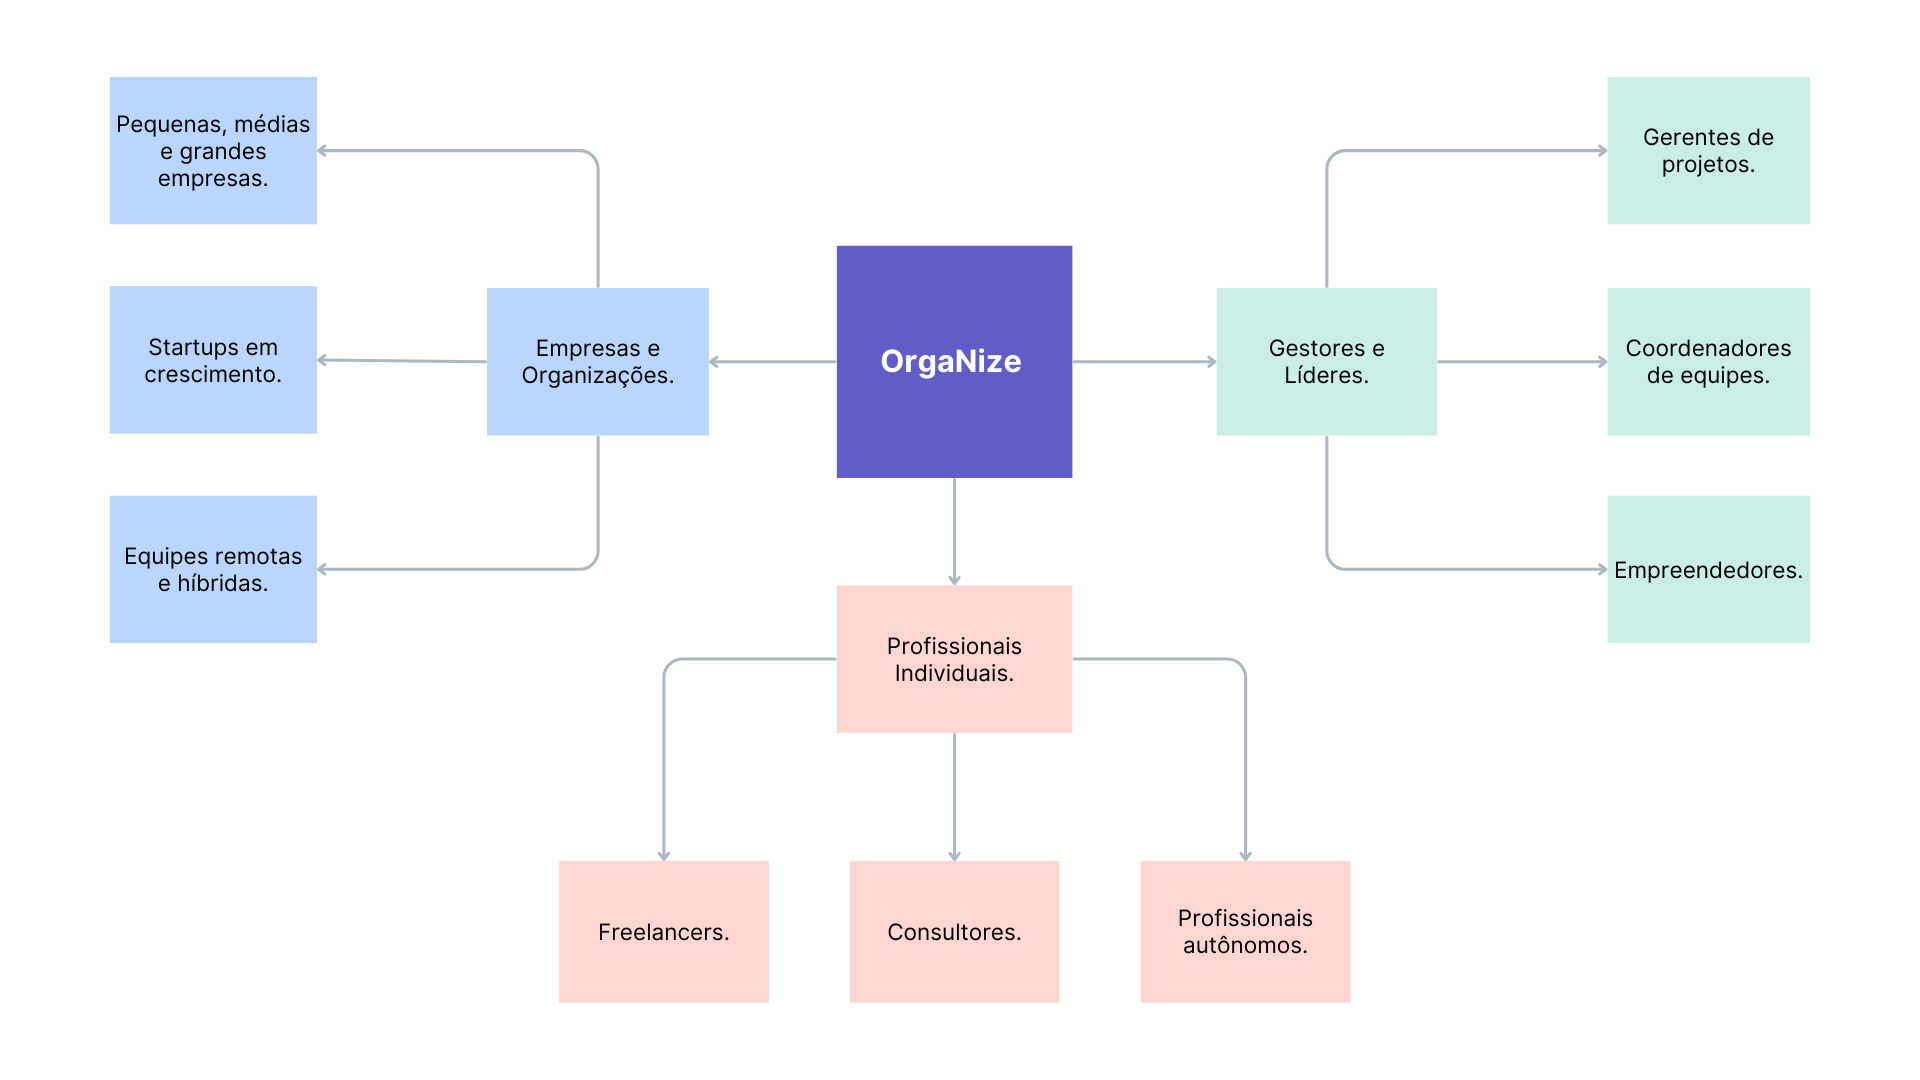 Pequenas, médias
e grandes
empresas.
Startups em
crescimento.
Equipes remotas
e híbridas.
Empresas e
Organizações.
OrgaNize
Gestores e
Líderes.
Gerentes de
projetos.
Coordenadores
de equipes.
Empreendedores.
Profissionais
Individuais.
Freelancers.
Consultores.
Profissionais
autônomos.